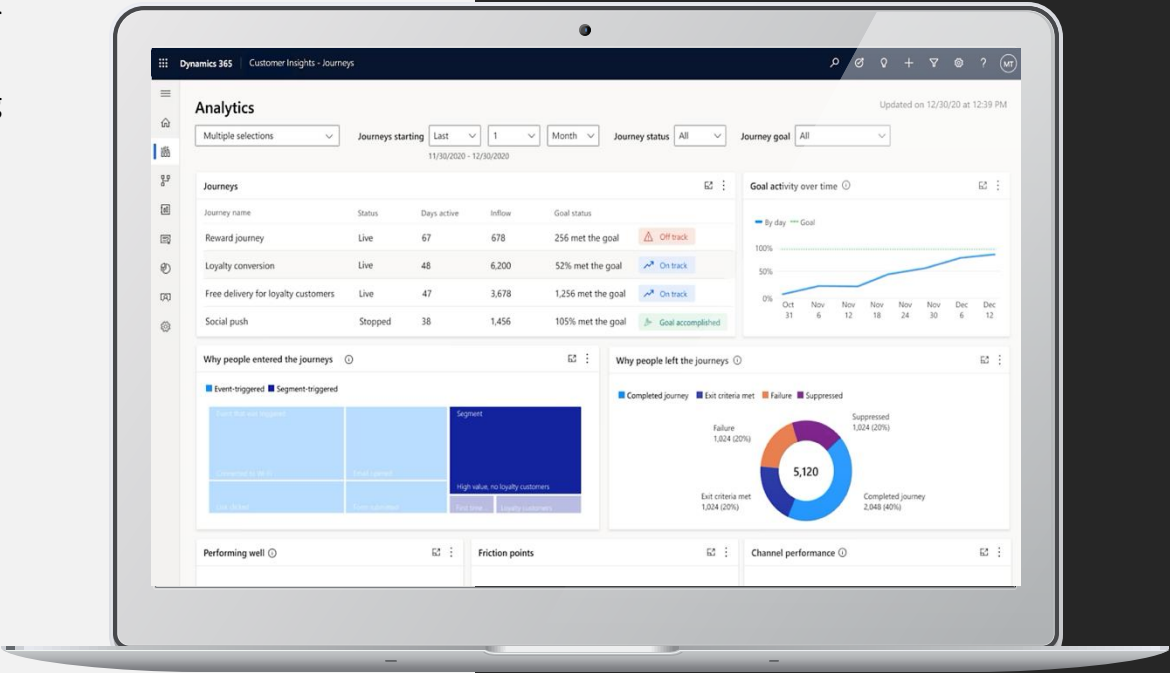 Dynamics 365 Customer Insights - Journeys
MT
Analytics
Updated on 12/30/20 at 12:39 PM
Multiple selections Journeys starting Last 1 Month Journey status All Journey goal All
11/30/2020 - 12/30/2020
Journeys
Journey name Status Days active Inflow Goal status
Reward journey Live 67 678 256 met the goal Off track
Loyalty conversion Live 48 6,200 52% met the goal On track
Free delivery for loyalty customers Live 47 3,678 1,256 met the goal On track
Social push Stopped 38 1,456 105% met the goal Goal accomplished
Goal activity over time
By day Goal
100%
50%
0%
Oct Nov Nov Nov Nov Nov Dec Dec
31 6 12 18 24 30 6 12
Why people entered the journeys
Event-triggered Segment-triggered
Segment
High value, no loyalty customers
First time
Loyalty customers
Why people left the journeys
Completed journey Exit criteria met Failure Suppressed
Suppressed
1,024 (20%)
Failure
1,024 (20%)
5,120
Exit criteria met
1,024 (20%)
Completed journey
2,048 (40%)
Performing well
Friction points
Channel performance